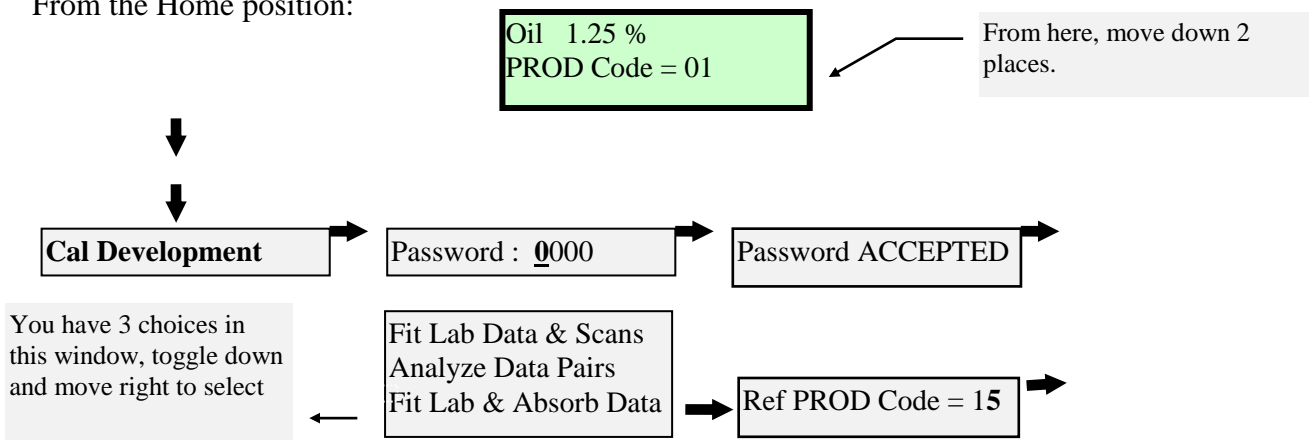 From the Home position:
Oil 1.25 %
PROD Code = 01
From here, move down 2
places.
Cal Development
Password : 0000
Password ACCEPTED
You have 3 choices in
this window, toggle down
and move right to select
Fit Lab Data & Scans
Analyze Data Pairs
Fit Lab & Absorb Data
Ref PROD Code = 15